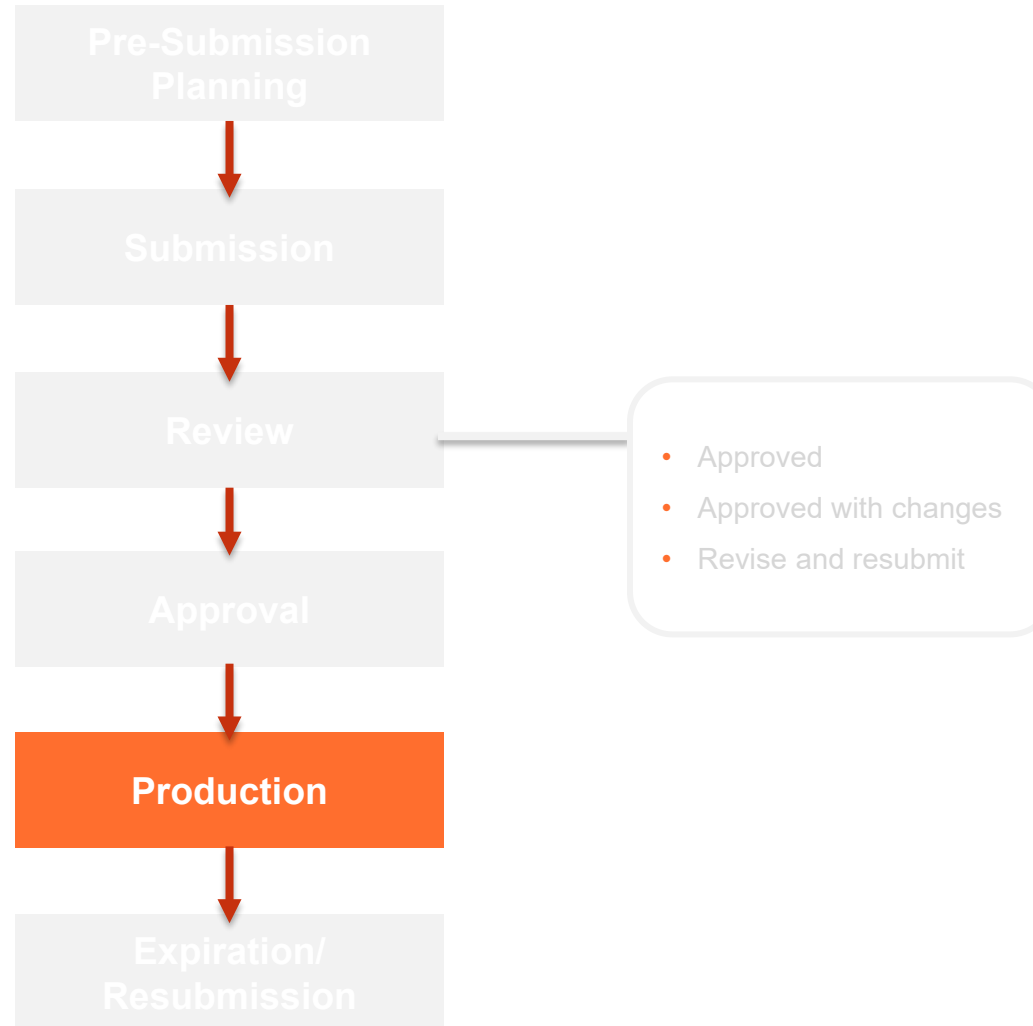 Pre-Submission
Planning
Submission
Review
• Approved
• Approved with changes
• Revise and resubmit
Approval
Production
Expiration/
Resubmission